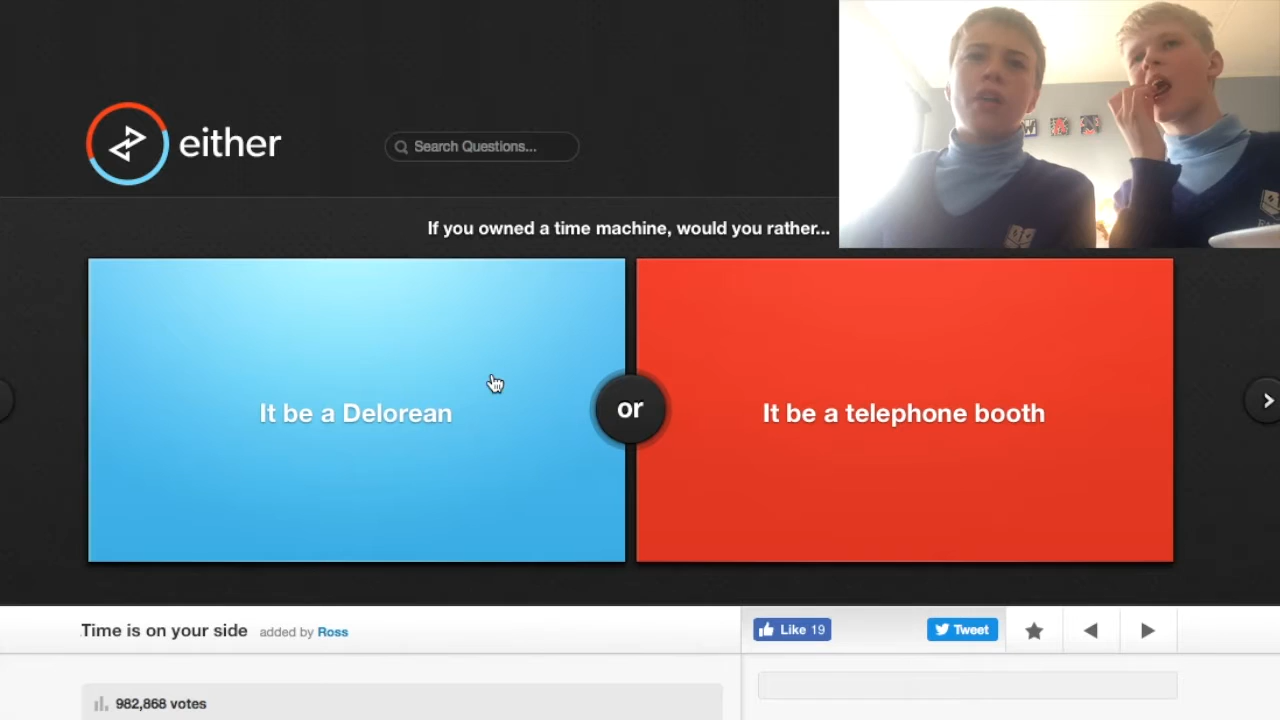 either
Search Questions...
If you owned a time machine, would you rather...
It be a Delorean
or
It be a telephone booth
Time is on your side added by Ross
Like 19
Tweet
982,868 votes